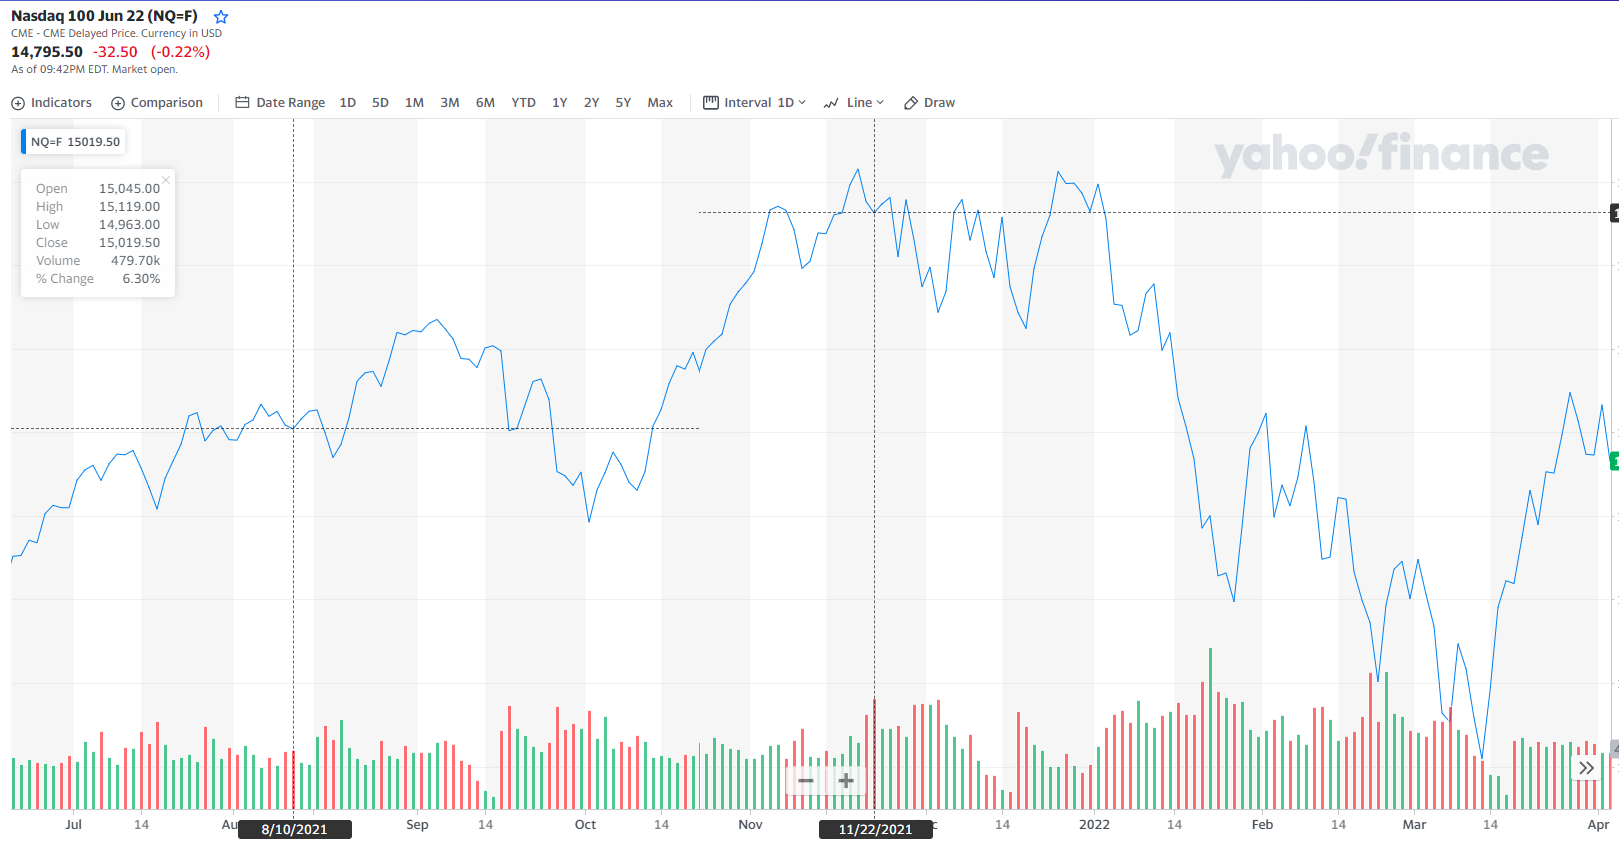 Nasdaq 100 Jun 22 (NQ=F)
CME - CME Delayed Price. Currency in USD
14,795.50 -32.50 (-0.22%)
As of 09:42PM EDT. Market open.
Indicators Comparison Date Range 1D 5D 1M 3M 6M YTD 1Y 2Y 5Y Max Interval 1D Line Draw
NQ=F 15019.50
yahoo!finance
Open 15,045.00
High 15,119.00
Low 14,963.00
Close 15,019.50
Volume 479.70k
% Change 6.30%
Jul 14 Au 8/10/2021 Sep 14 Oct 14 Nov 11/22/2021 14 2022 14 Feb 14 Mar 14 Apr